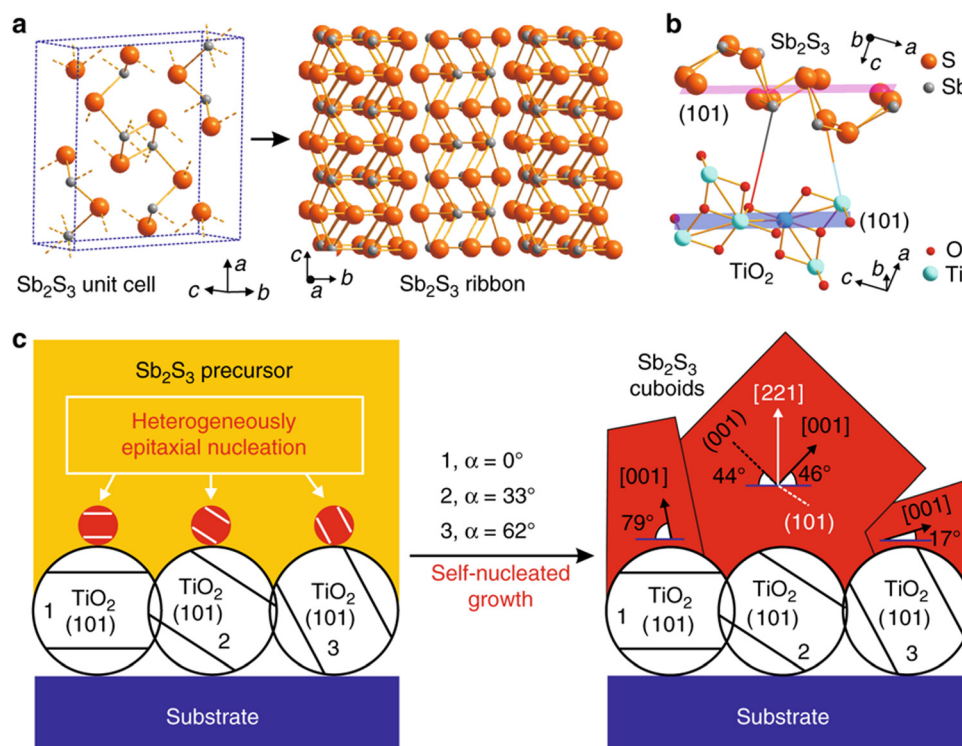 a
Sb2S3 unit cell
a
c
b
Sb2S3 ribbon
c
a
b
b
Sb2S3
b
a
c
S
Sb
(101)
(101)
TiO2
O
Ti
a
b
c
c
Sb2S3 precursor
Heterogeneously
epitaxial nucleation
TiO2
(101)
1
TiO2
(101)
2
TiO2
(101)
3
Substrate
1, α = 0°
2, α = 33°
3, α = 62°
Self-nucleated
growth
Sb2S3
cuboids
[221]
(001)
[001]
44°
46°
(101)
[001]
79°
[001]
17°
TiO2
(101)
1
TiO2
(101)
2
TiO2
(101)
3
Substrate